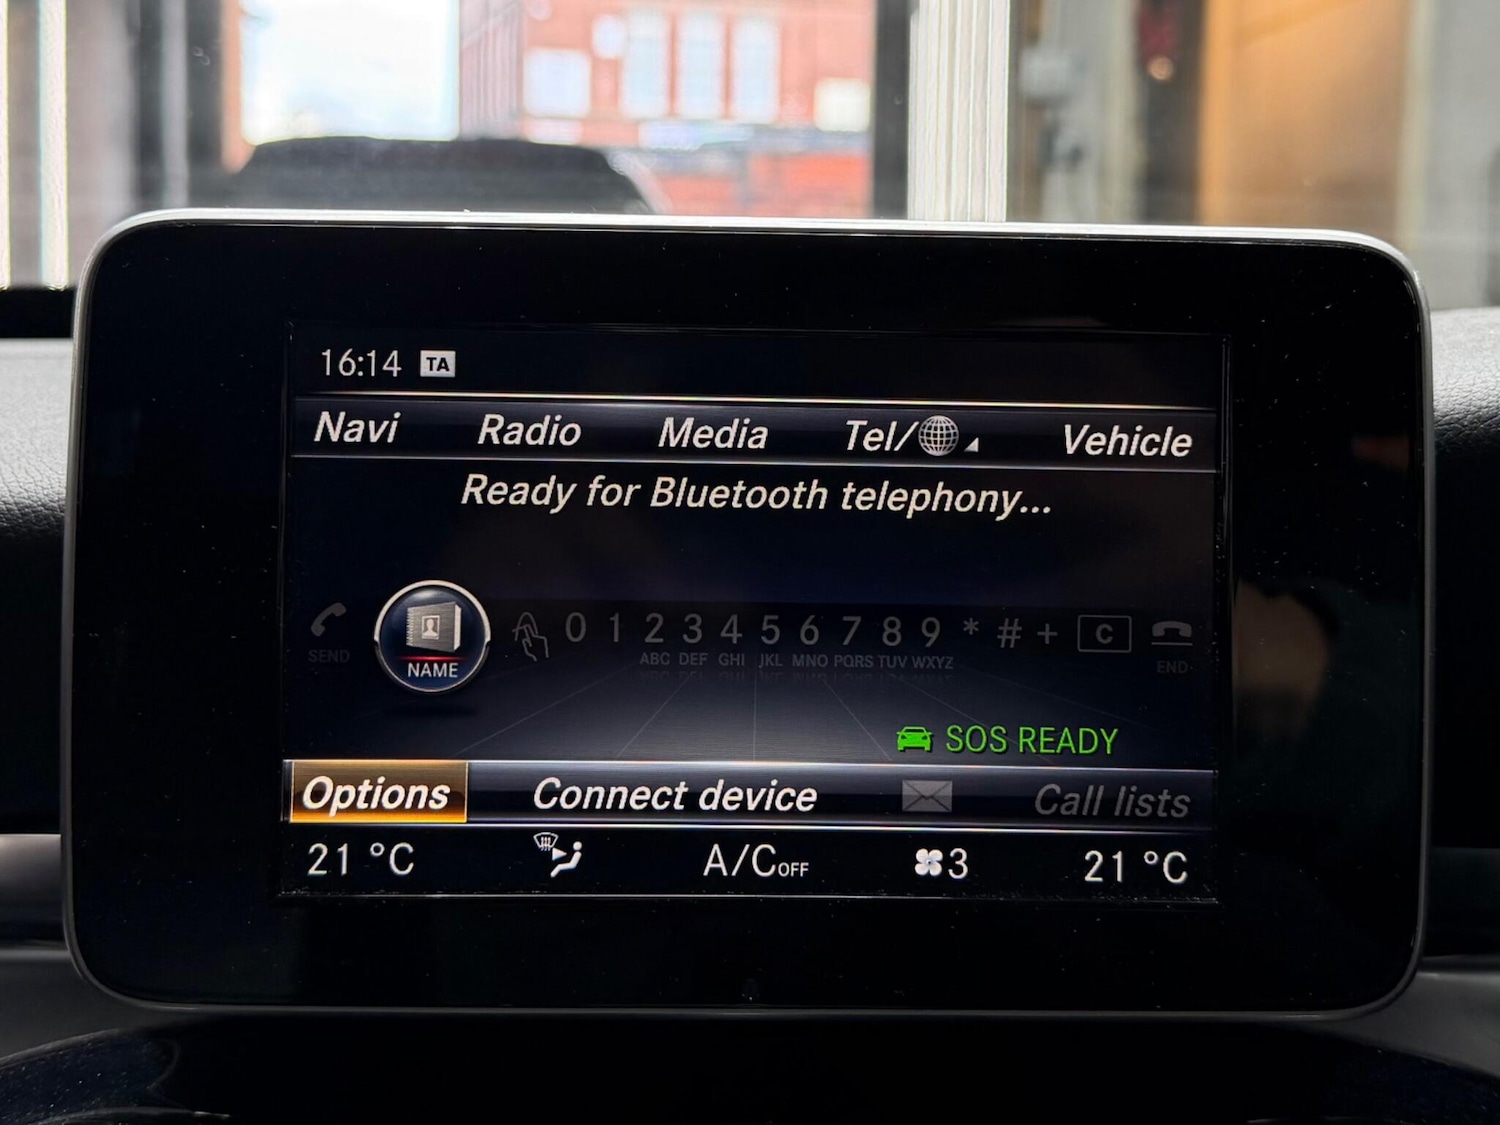 16:14 TA
Navi Radio Media Tel/ Vehicle
Ready for Bluetooth telephony...
SEND NAME 0 1 2 3 4 5 6 7 8 9 * # + C END
ABC DEF GHI JKL MNO PQRS TUV WXYZ
SOS READY
Options Connect device Call lists
21 °C A/C OFF 3 21 °C